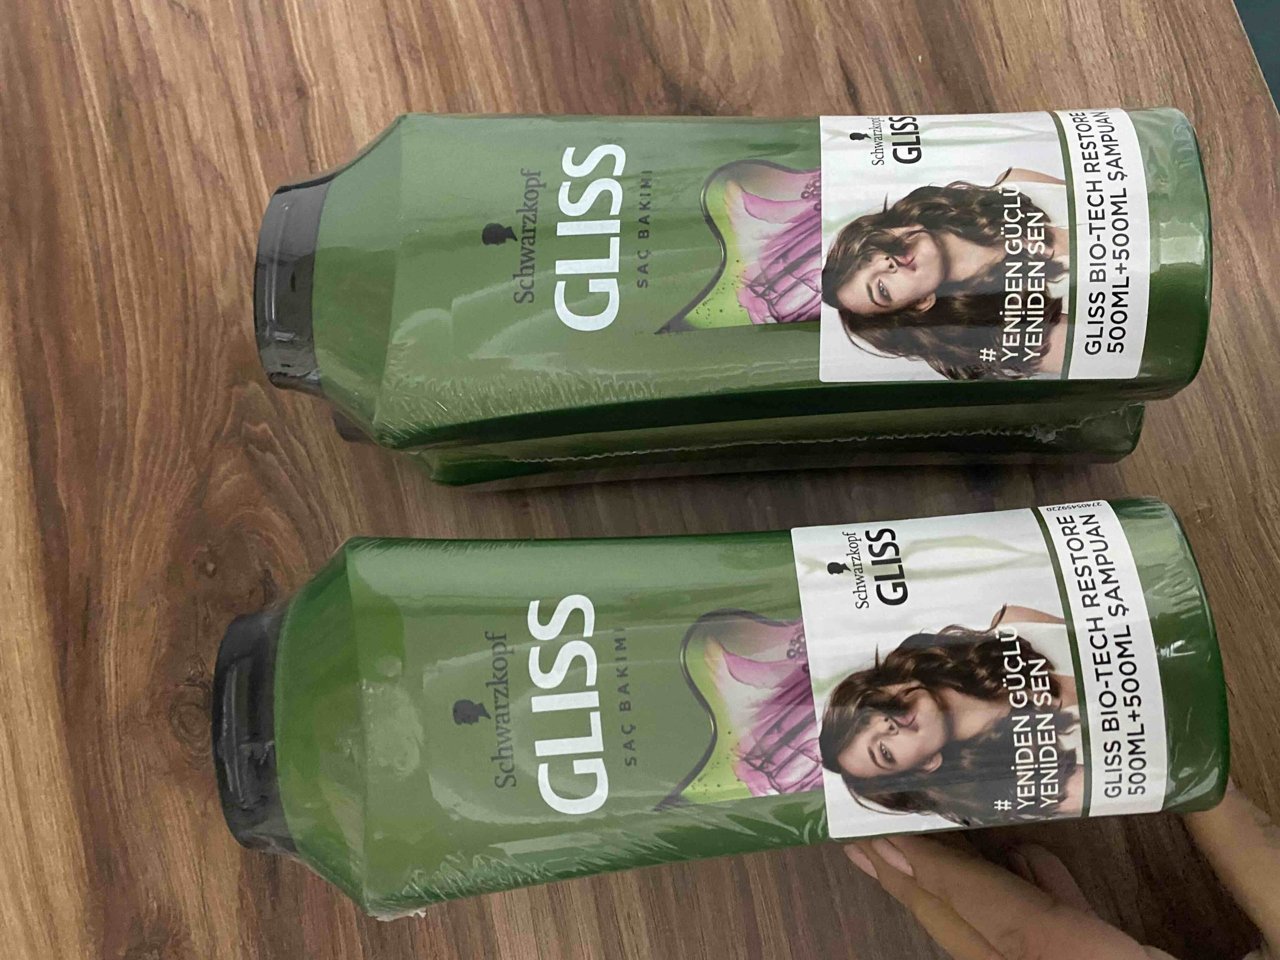 Schwarzkopf
GLISS
SAÇ BAKIMI
Schwarzkopf
GLISS
#
YENİDEN GÜÇLÜ
YENİDEN SEN
GLISS BIO-TECH RESTORE
500ML+500ML ŞAMPUAN
Schwarzkopf
GLISS
SAÇ BAKIMI
Schwarzkopf
GLISS
#
YENİDEN GÜÇLÜ
YENİDEN SEN
27405459220
GLISS BIO-TECH RESTORE
500ML+500ML ŞAMPUAN